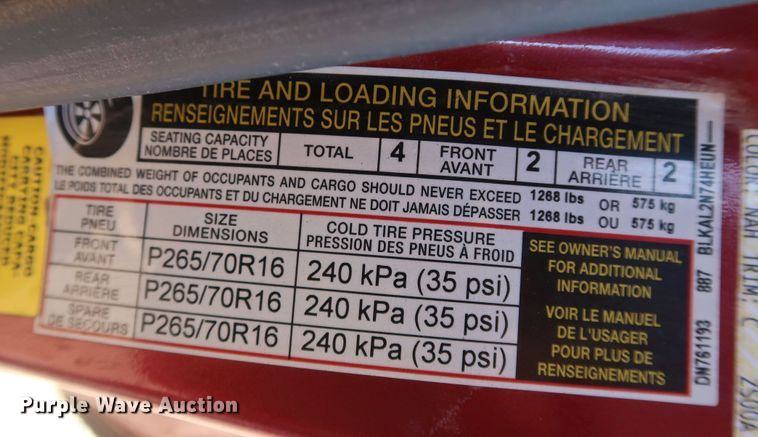 TIRE AND LOADING INFORMATION
RENSEIGNEMENTS SUR LES PNEUS ET LE CHARGEMENT
SEATING CAPACITY
NOMBRE DE PLACES
TOTAL 4
FRONT
AVANT 2
REAR
ARRIÈRE 2
THE COMBINED WEIGHT OF OCCUPANTS AND CARGO SHOULD NEVER EXCEED 1268 lbs OR 575 kg
LE POIDS TOTAL DES OCCUPANTS ET DU CHARGEMENT NE DOIT JAMAIS DÉPASSER 1268 lbs OU 575 kg
TIRE
PNEU
SIZE
DIMENSIONS
COLD TIRE PRESSURE
PRESSION DES PNEUS À FROID
FRONT
AVANT
P265/70R16 240 kPa (35 psi)
REAR
ARRIÈRE
P265/70R16 240 kPa (35 psi)
SPARE
DE SECOURS
P265/70R16 240 kPa (35 psi)
SEE OWNER'S MANUAL
FOR ADDITIONAL
INFORMATION
VOIR LE MANUEL
DE L'USAGER
POUR PLUS DE
RENSEIGNEMENTS
DN761193 887 BLKAL2N74HEUN
CAUTION CARGO
Purple Wave Auction